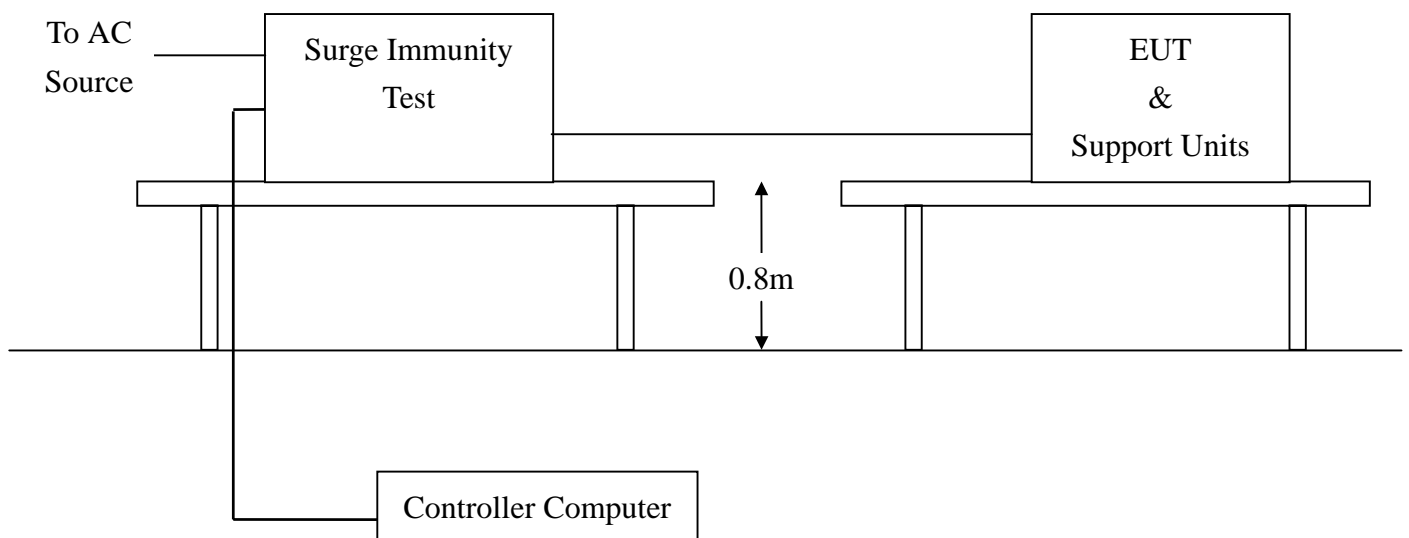 To AC
Source
Surge Immunity
Test
EUT
&
Support Units
0.8m
Controller Computer